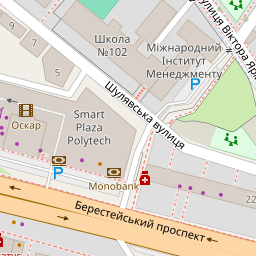 Школа
№102
Міжнародний
Інститут
Менеджменту
вулиця Віктора Яр
9
7
5
Шулявська вулиця
P
Оскар
Smart
Plaza
Polytech
P
Monobank
22
Берестейський проспект